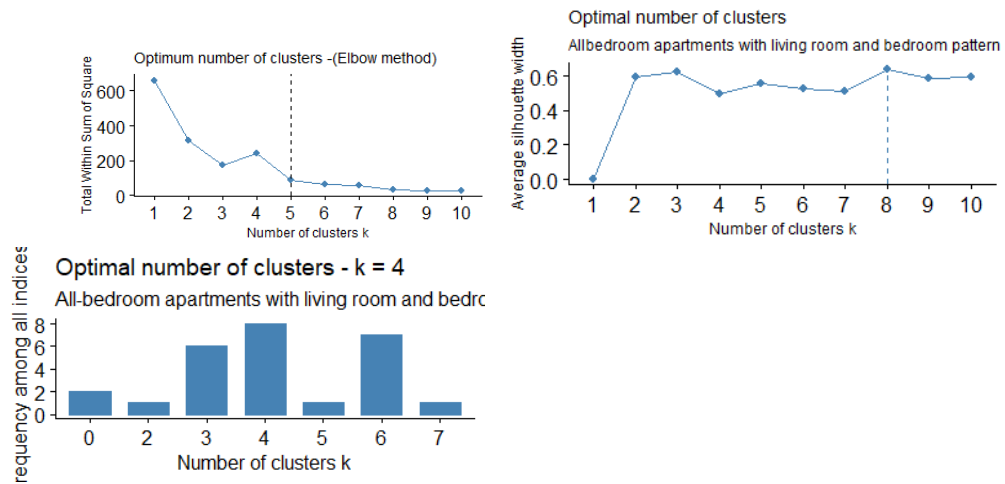 Optimum number of clusters -(Elbow method)
Total Within Sum of Square
600
400
200
0
1 2 3 4 5 6 7 8 9 10
Number of clusters k
Optimal number of clusters
Allbedroom apartments with living room and bedroom pattern
Average silhouette width
0.6
0.4
0.2
0.0
1 2 3 4 5 6 7 8 9 10
Number of clusters k
Optimal number of clusters - k = 4
All-bedroom apartments with living room and bedro
requency among all indices
8
6
4
2
0
0 2 3 4 5 6 7
Number of clusters k